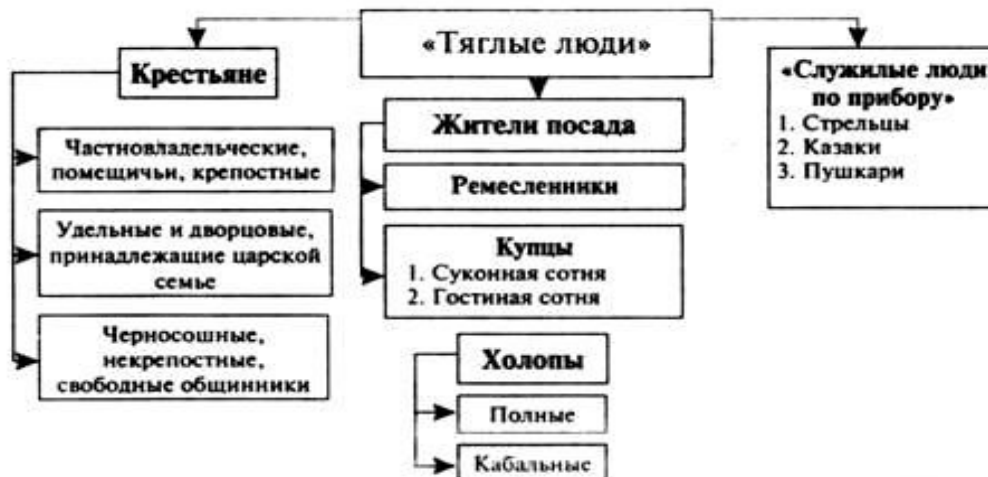 «Тяглые люди»
Крестьяне
Частновладельческие,
помещичьи, крепостные
Удельные и дворцовые,
принадлежащие царской
семье
Черносошные,
некрепостные,
свободные общинники
Жители посада
Ремесленники
Купцы
1. Суконная сотня
2. Гостиная сотня
Холопы
Полные
Кабальные
«Служилые люди
по прибору»
1. Стрельцы
2. Казаки
3. Пушкари